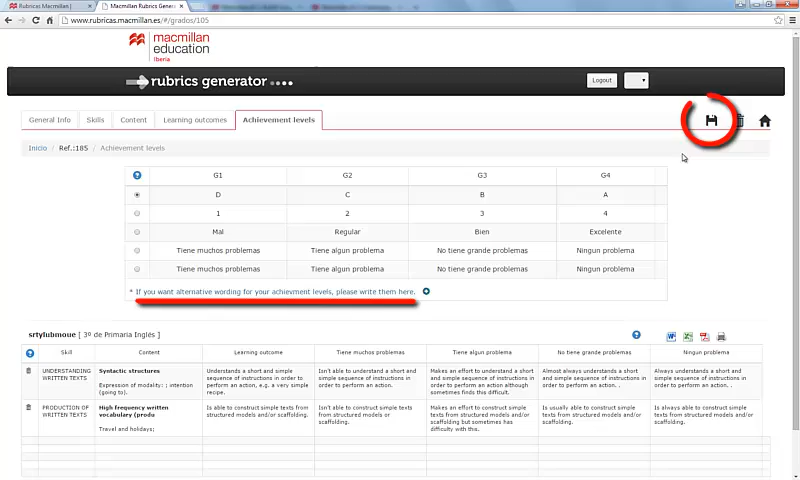 Rubricas Macmillan |
Macmillan Rubrics Genera
www.rubricas.macmillan.es/#/grados/105
macmillan
education
Iberia
rubrics generator
Logout
General Info
Skills
Content
Learning outcomes
Achievement levels
Inicio / Ref.:185 / Achievement levels
G1 G2 G3 G4
D C B A
1 2 3 4
Mal Regular Bien Excelente
Tiene muchos problemas Tiene algun problema No tiene grande problemas Ningun problema
Tiene muchos problemas Tiene algun problema No tiene grande problemas Ningun problema
* If you want alternative wording for your achievment levels, please write them here.
srtylubmoue [ 3º de Primaria Inglés ]
Skill Content Learning outcome Tiene muchos problemas Tiene algun problema No tiene grande problemas Ningun problema
UNDERSTANDING
WRITTEN TEXTS
Syntactic structures
Expression of modality: ; intention
(going to).
Understands a short and simple
sequence of instructions in order to
perform an action, e.g. a very simple
recipe.
Isn't able to understand a short and
simple sequence of instructions in order
to perform an action.
Makes an effort to understand a short
and simple sequence of instructions in
order to perform an action although
sometimes finds this difficult.
Almost always understands a short and
simple sequence of instructions in order
to perform an action. .
Always understands a short and simple
sequence of instructions in order to
perform an action. .
PRODUCTION OF
WRITTEN TEXTS
High frequency written
vocabulary (produ
Travel and holidays;
Is able to construct simple texts from
structured models and/or scaffolding.
Isn't able to construct simple texts
from structured models or
scaffolding.
Makes an effort to construct simple
texts from structured models and/or
scaffolding but sometimes has
difficulty with this.
Is usually able to construct simple texts
from structured models and/or
scaffolding.
Is always able to construct simple texts
from structured models and/or
scaffolding.